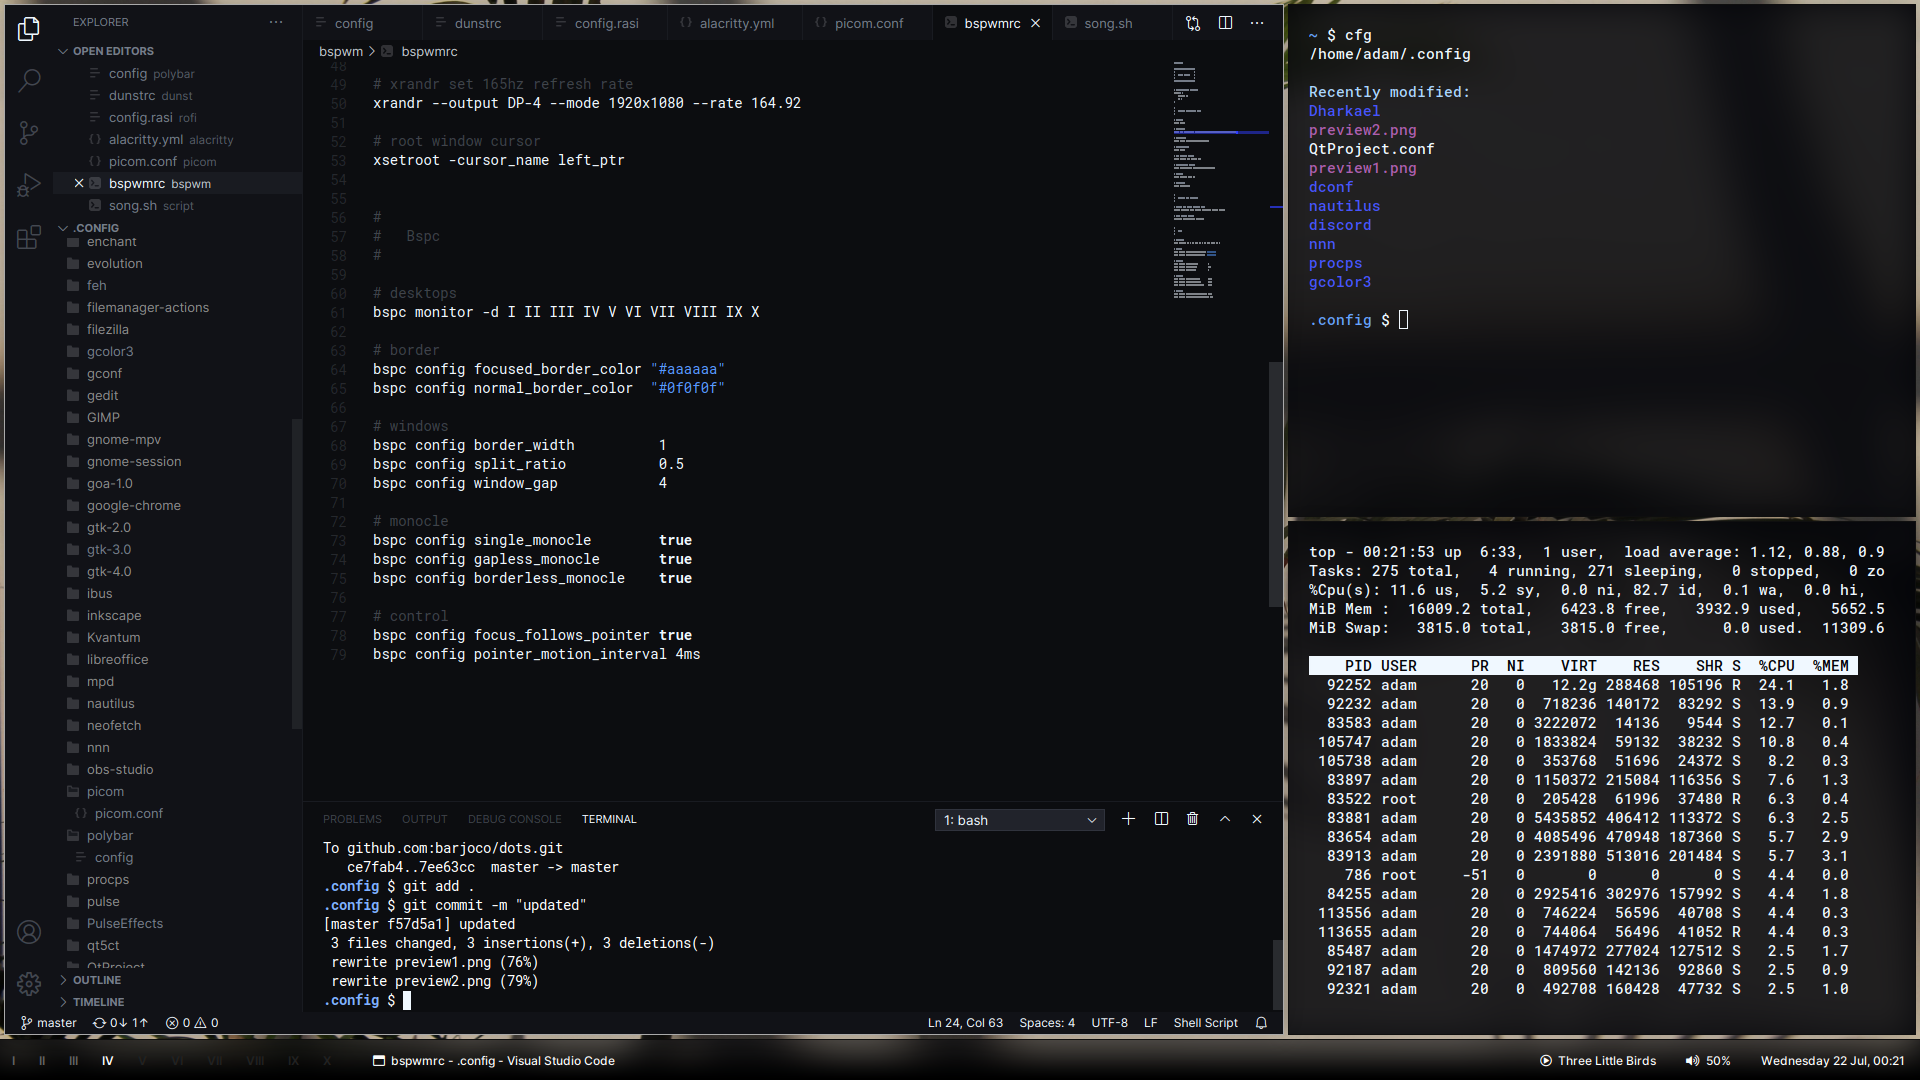 EXPLORER
OPEN EDITORS
config polybar
dunstrc dunst
config.rasi rofi
alacritty.yml alacritty
picom.conf picom
bspwmrc bspwm
song.sh script
.CONFIG
enchant
evolution
feh
filemanager-actions
filezilla
gcolor3
gconf
gedit
GIMP
gnome-mpv
gnome-session
goa-1.0
google-chrome
gtk-2.0
gtk-3.0
gtk-4.0
ibus
inkscape
Kvantum
libreoffice
mpd
nautilus
neofetch
nnn
obs-studio
picom
picom.conf
polybar
config
procps
pulse
PulseEffects
qt5ct
QtProject
OUTLINE
TIMELINE
config dunstrc config.rasi alacritty.yml picom.conf bspwmrc song.sh
bspwm > bspwmrc
48
49 # xrandr set 165hz refresh rate
50 xrandr --output DP-4 --mode 1920x1080 --rate 164.92
51
52 # root window cursor
53 xsetroot -cursor_name left_ptr
54
55
56 #
57 #   Bspc
58 #
59
60 # desktops
61 bspc monitor -d I II III IV V VI VII VIII IX X
62
63 # border
64 bspc config focused_border_color "#aaaaaa"
65 bspc config normal_border_color  "#0f0f0f"
66
67 # windows
68 bspc config border_width          1
69 bspc config split_ratio           0.5
70 bspc config window_gap            4
71
72 # monocle
73 bspc config single_monocle        true
74 bspc config gapless_monocle       true
75 bspc config borderless_monocle    true
76
77 # control
78 bspc config focus_follows_pointer true
79 bspc config pointer_motion_interval 4ms
PROBLEMS OUTPUT DEBUG CONSOLE TERMINAL 1: bash
To github.com:barjoco/dots.git
   ce7fab4..7ee63cc  master -> master
.config $ git add .
.config $ git commit -m "updated"
[master f57d5a1] updated
 3 files changed, 3 insertions(+), 3 deletions(-)
 rewrite preview1.png (76%)
 rewrite preview2.png (79%)
.config $
master 0↓ 1↑ 0 0 Ln 24, Col 63 Spaces: 4 UTF-8 LF Shell Script
~ $ cfg
/home/adam/.config
Recently modified:
Dharkael
preview2.png
QtProject.conf
preview1.png
dconf
nautilus
discord
nnn
procps
gcolor3
.config $
top - 00:21:53 up  6:33,  1 user,  load average: 1.12, 0.88, 0.9
Tasks: 275 total,   4 running, 271 sleeping,   0 stopped,   0 zo
%Cpu(s): 11.6 us,  5.2 sy,  0.0 ni, 82.7 id,  0.1 wa,  0.0 hi,
MiB Mem :  16009.2 total,   6423.8 free,   3932.9 used,   5652.5
MiB Swap:   3815.0 total,   3815.0 free,      0.0 used.  11309.6
PID USER PR NI VIRT RES SHR S %CPU %MEM
92252 adam 20 0 12.2g 288468 105196 R 24.1 1.8
92232 adam 20 0 718236 140172 83292 S 13.9 0.9
83583 adam 20 0 3222072 14136 9544 S 12.7 0.1
105747 adam 20 0 1833824 59132 38232 S 10.8 0.4
105738 adam 20 0 353768 51696 24372 S 8.2 0.3
83897 adam 20 0 1150372 215084 116356 S 7.6 1.3
83522 root 20 0 205428 61996 37480 R 6.3 0.4
83881 adam 20 0 5435852 406412 113372 S 6.3 2.5
83654 adam 20 0 4085496 470948 187360 S 5.7 2.9
83913 adam 20 0 2391880 513016 201484 S 5.7 3.1
786 root -51 0 0 0 0 S 4.4 0.0
84255 adam 20 0 2925416 302976 157992 S 4.4 1.8
113556 adam 20 0 746224 56596 40708 S 4.4 0.3
113655 adam 20 0 744064 56496 41052 R 4.4 0.3
85487 adam 20 0 1474972 277024 127512 S 2.5 1.7
92187 adam 20 0 809560 142136 92860 S 2.5 0.9
92321 adam 20 0 492708 160428 47732 S 2.5 1.0
I II III IV V VI VII VIII IX X bspwmrc - .config - Visual Studio Code Three Little Birds 50% Wednesday 22 Jul, 00:21